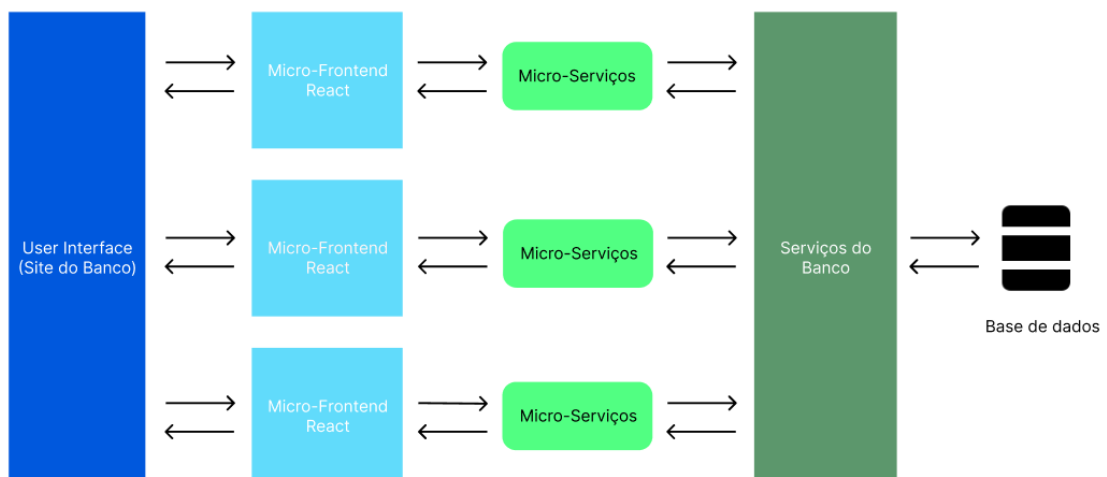 Micro-Frontend
React
Micro-Serviços
User Interface
(Site do Banco)
Micro-Frontend
React
Micro-Serviços
Serviços do
Banco
Base de dados
Micro-Frontend
React
Micro-Serviços